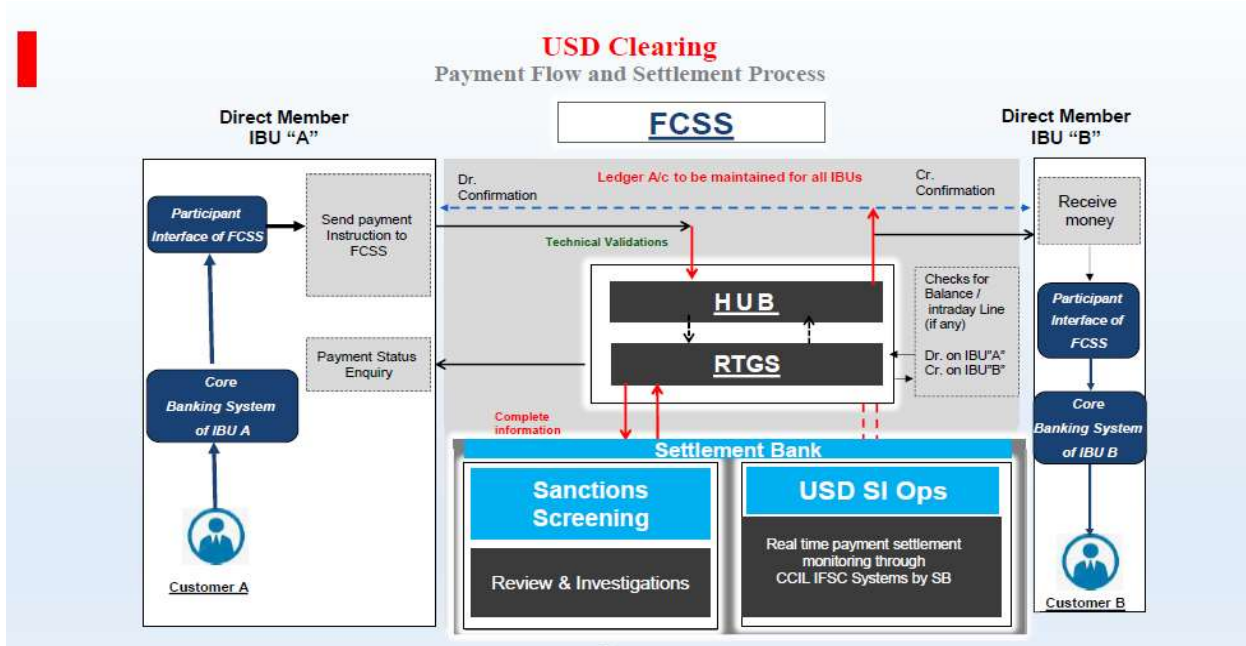 USD Clearing
Payment Flow and Settlement Process
Direct Member
IBU “A”
FCSS
Direct Member
IBU “B”
Participant
Interface of FCSS
Send payment
Instruction to
FCSS
Payment Status
Enquiry
Core
Banking System
of IBU A
Customer A
Dr.
Confirmation
Ledger A/c to be maintained for all IBUs
Cr.
Confirmation
Technical Validations
HUB
RTGS
Checks for
Balance /
intraday Line
(if any)
Dr. on IBU"A"
Cr. on IBU"B"
Complete
information
Settlement Bank
Sanctions
Screening
Review & Investigations
USD SI Ops
Real time payment settlement
monitoring through
CCIL IFSC Systems by SB
Receive
money
Participant
Interface of
FCSS
Core
Banking System
of IBU B
Customer B